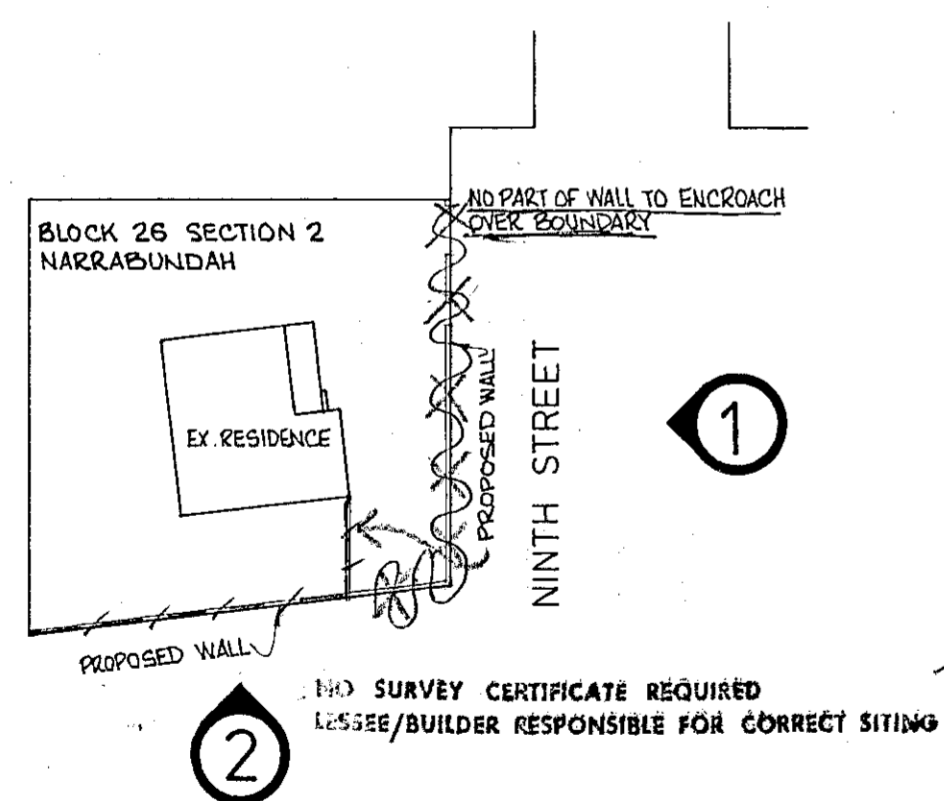 NO PART OF WALL TO ENCROACH
OVER BOUNDARY
BLOCK 26 SECTION 2
NARRABUNDAH
EX. RESIDENCE
PROPOSED WALL
NINTH STREET
1
PROPOSED WALL
NO SURVEY CERTIFICATE REQUIRED
LESSEE/BUILDER RESPONSIBLE FOR CORRECT SITING
2